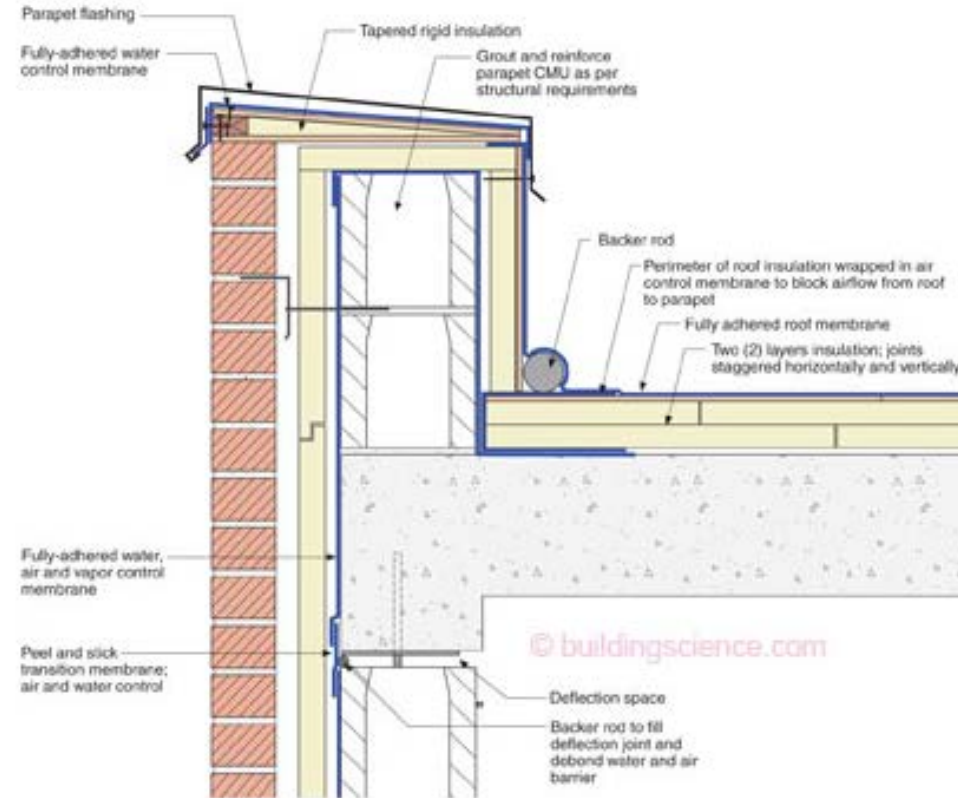 Parapet flashing
Fully-adhered water
control membrane
Tapered rigid insulation
Grout and reinforce
parapet CMU as per
structural requirements
Backer rod
Perimeter of roof insulation wrapped in air
control membrane to block airflow from roof
to parapet
Fully adhered roof membrane
Two (2) layers insulation; joints
staggered horizontally and vertically
Fully-adhered water,
air and vapor control
membrane
Peel and stick
transition membrane;
air and water control
© buildingscience.com
Deflection space
Backer rod to fill
deflection joint and
debond water and air
barrier